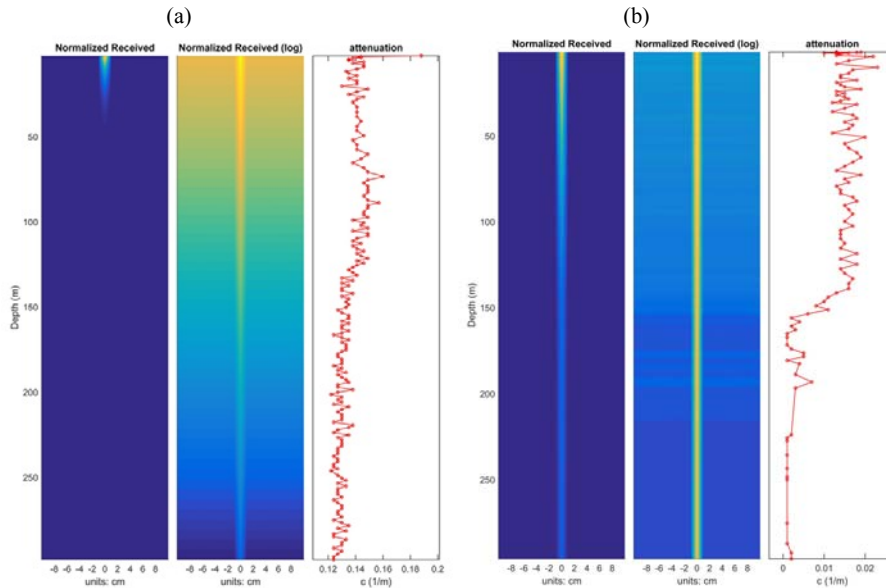 (a)
(b)
Normalized Received
Normalized Received (log)
attenuation
Depth (m)
50
100
150
200
250
-8 -6 -4 -2 0 2 4 6 8
-8 -6 -4 -2 0 2 4 6 8
0.12 0.14 0.16 0.18 0.2
units: cm
units: cm
c (1/m)
Normalized Received
Normalized Received (log)
attenuation
Depth (m)
50
100
150
200
250
-8 -6 -4 -2 0 2 4 6 8
-8 -6 -4 -2 0 2 4 6 8
0 0.01 0.02
units: cm
units: cm
c (1/m)